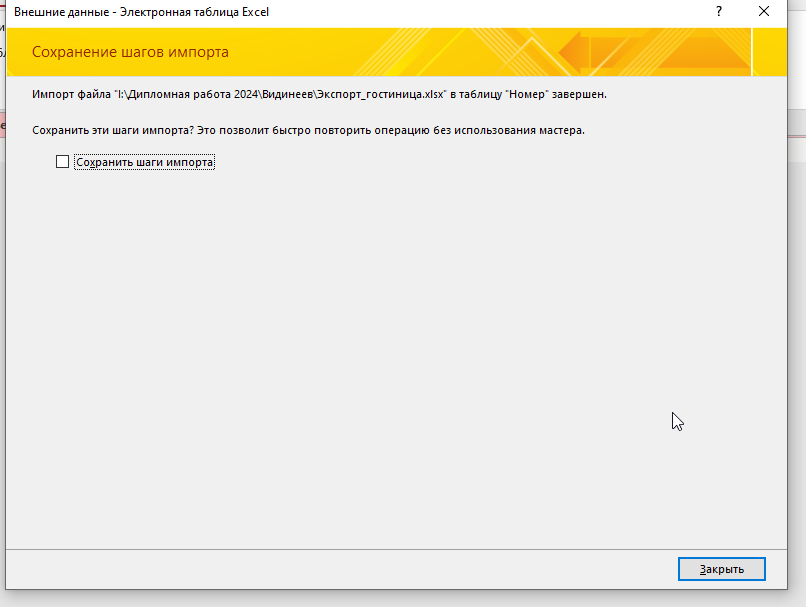 Внешние данные - Электронная таблица Excel
?
Сохранение шагов импорта
Импорт файла "I:\Дипломная работа 2024\Видинеев\Экспорт_гостиница.xlsx" в таблицу "Номер" завершен.
Сохранить эти шаги импорта? Это позволит быстро повторить операцию без использования мастера.
Сохранить шаги импорта
Закрыть